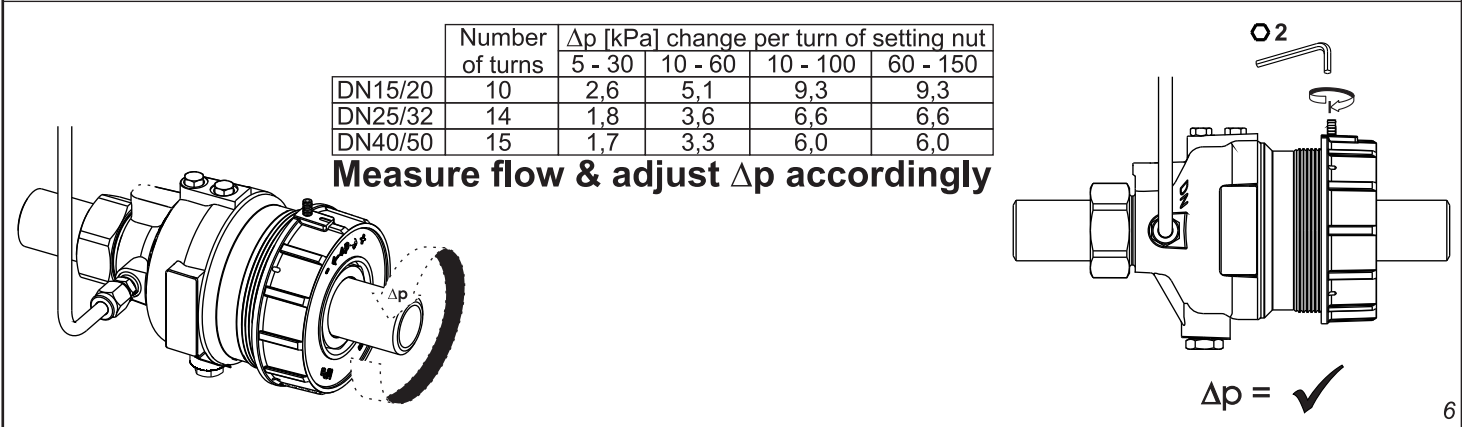 Number of turns Δp [kPa] change per turn of setting nut
5 - 30 10 - 60 10 - 100 60 - 150
DN15/20 10 2,6 5,1 9,3 9,3
DN25/32 14 1,8 3,6 6,6 6,6
DN40/50 15 1,7 3,3 6,0 6,0
Measure flow & adjust Δp accordingly
- Δp +
Δp
2
DN
Δp =
6